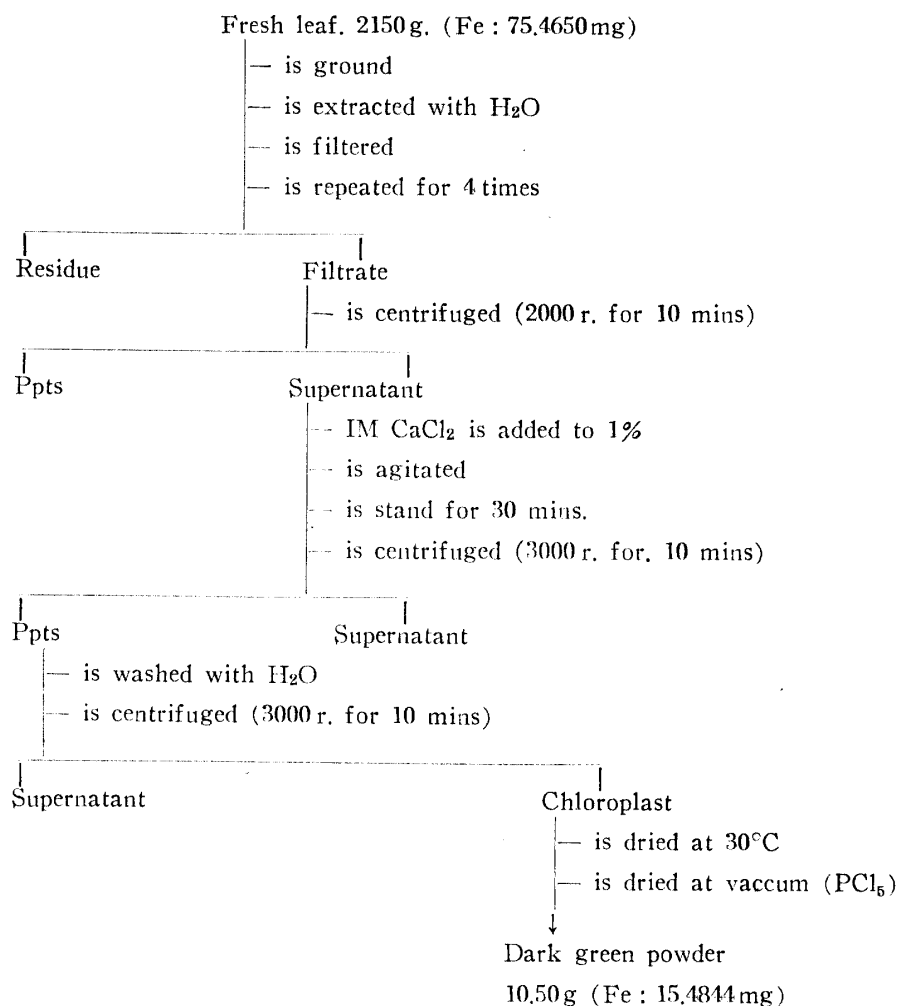 Fresh leaf. 2150 g. (Fe : 75.4650 mg)
is ground
is extracted with H₂O
is filtered
is repeated for 4 times
Residue Filtrate
is centrifuged (2000 r. for 10 mins)
Ppts Supernatant
IM CaCl₂ is added to 1%
is agitated
is stand for 30 mins.
is centrifuged (3000 r. for. 10 mins)
Ppts Supernatant
is washed with H₂O
is centrifuged (3000 r. for 10 mins)
Supernatant Chloroplast
is dried at 30°C
is dried at vaccum (PCl₅)
Dark green powder
10.50 g (Fe : 15.4844 mg)